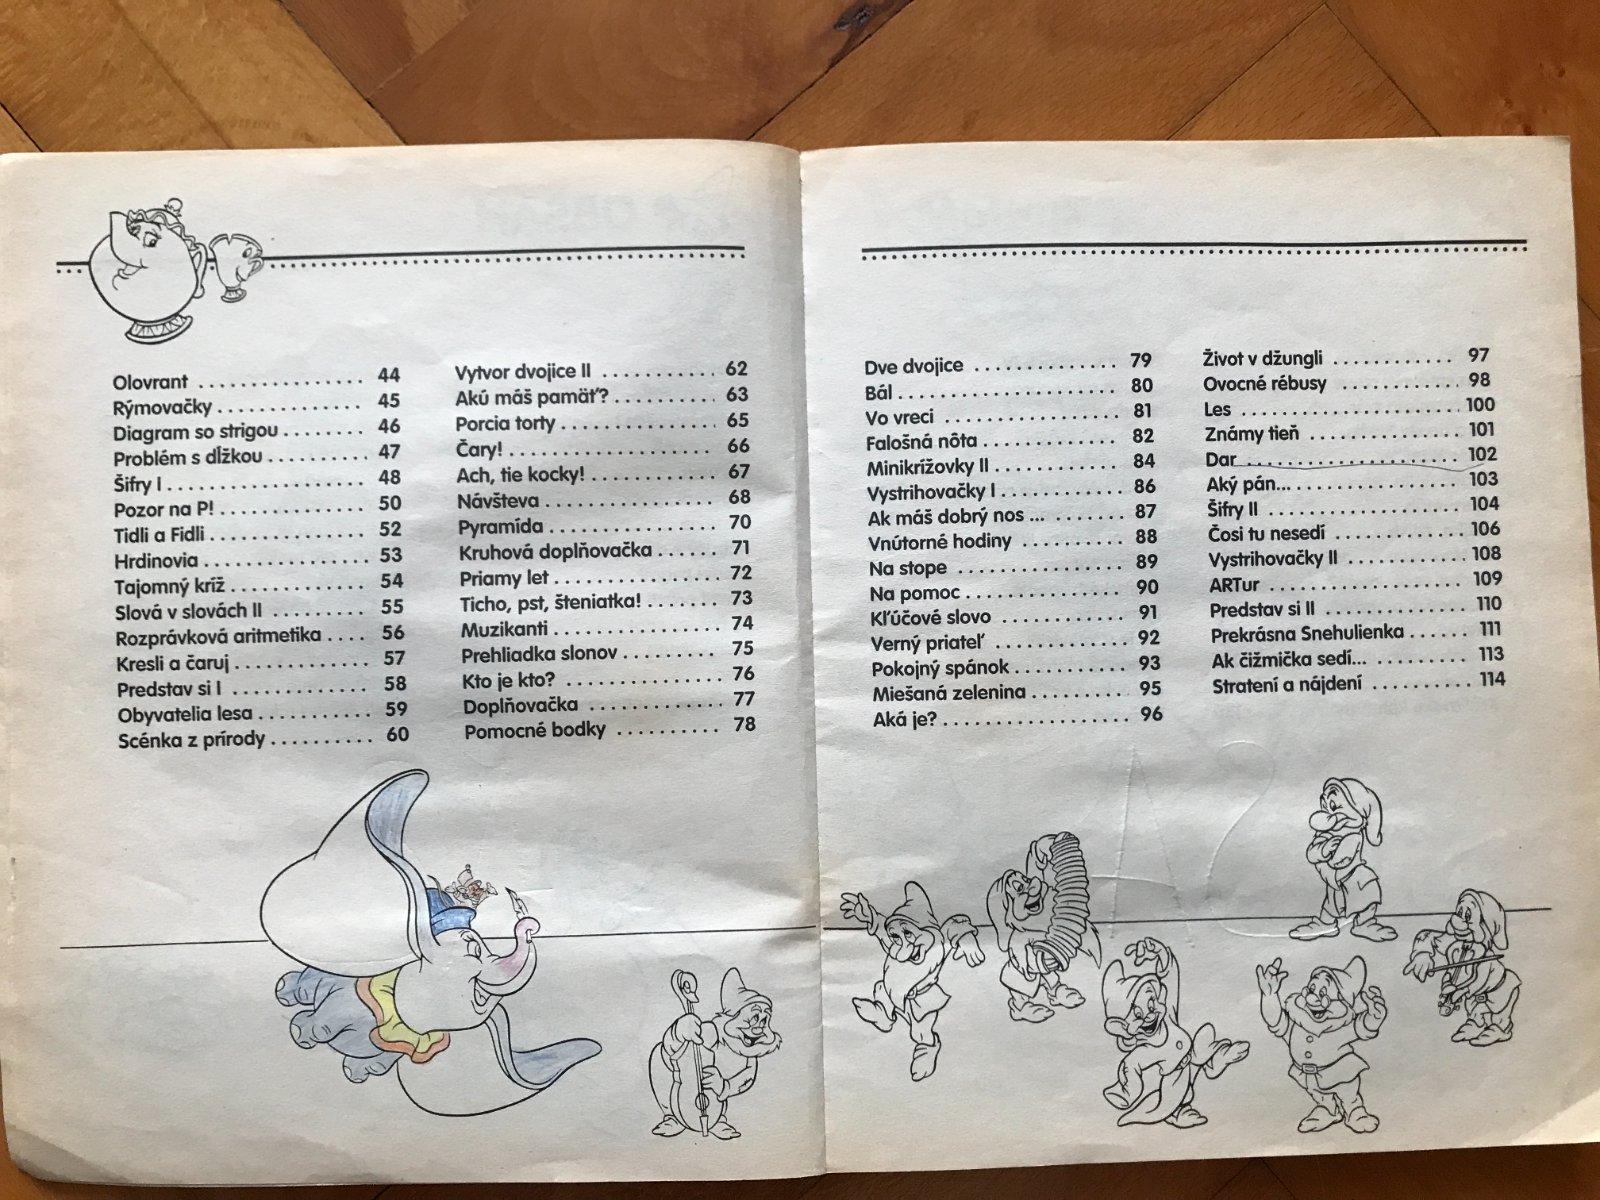 Olovrant ................ 44
Rýmovačky .............. 45
Diagram so strigou ........ 46
Problém s dĺžkou .......... 47
Šifry I .................... 48
Pozor na P! ............... 50
Tidli a Fidli ................ 52
Hrdinovia ................. 53
Tajomný kríž .............. 54
Slová v slovách II ......... 55
Rozprávková aritmetika .... 56
Kresli a čaruj .............. 57
Predstav si I .............. 58
Obyvatelia lesa ........... 59
Scénka z prírody .......... 60
Vytvor dvojice II .......... 62
Akú máš pamäť? .......... 63
Porcia torty ............... 65
Čary! .................... 66
Ach, tie kocky! ............ 67
Návšteva ................. 68
Pyramída ................. 70
Kruhová doplňovačka ...... 71
Priamy let ................ 72
Ticho, pst, šteniatka! ....... 73
Muzikanti ................. 74
Prehliadka slonov ......... 75
Kto je kto? ............... 76
Doplňovačka ............. 77
Pomocné bodky .......... 78
Dve dvojice .............. 79
Bál ...................... 80
Vo vreci ................. 81
Falošná nôta ............. 82
Minikrížovky II ............ 84
Vystrihovačky I ........... 86
Ak máš dobrý nos ... ....... 87
Vnútorné hodiny .......... 88
Na stope ................ 89
Na pomoc ............... 90
Kľúčové slovo ............ 91
Verný priateľ ............. 92
Pokojný spánok ........... 93
Miešaná zelenina ......... 95
Aká je? .................. 96
Život v džungli ............ 97
Ovocné rébusy .......... 98
Les ..................... 100
Známy tieň .............. 101
Dar ..................... 102
Aký pán... ............... 103
Šifry II .................. 104
Čosi tu nesedí ............ 106
Vystrihovačky II .......... 108
ARTur .................. 109
Predstav si II ............. 110
Prekrásna Snehulienka ..... 111
Ak čižmička sedí... ........ 113
Stratení a nájdení ......... 114